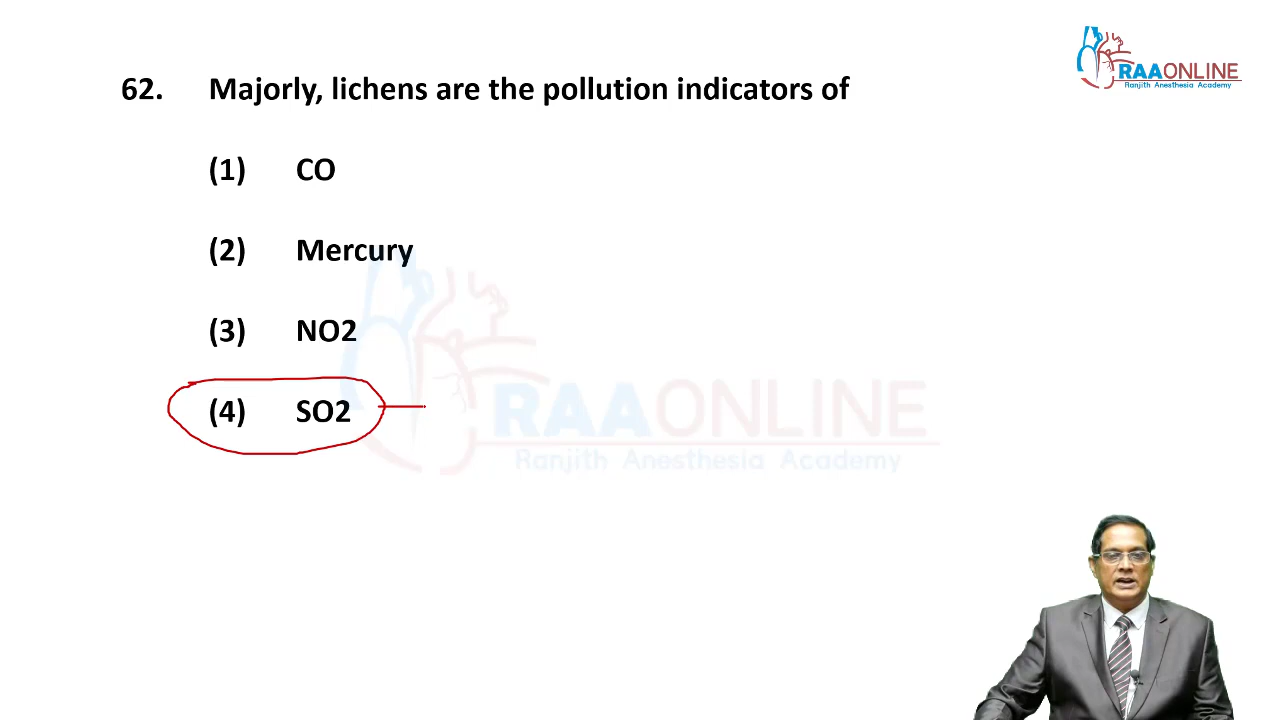 RAAONLINE
Ranjith Anesthesia Academy
62. Majorly, lichens are the pollution indicators of
(1) CO
(2) Mercury
(3) NO2
(4) SO2
RAAONLINE
Ranjith Anesthesia Academy